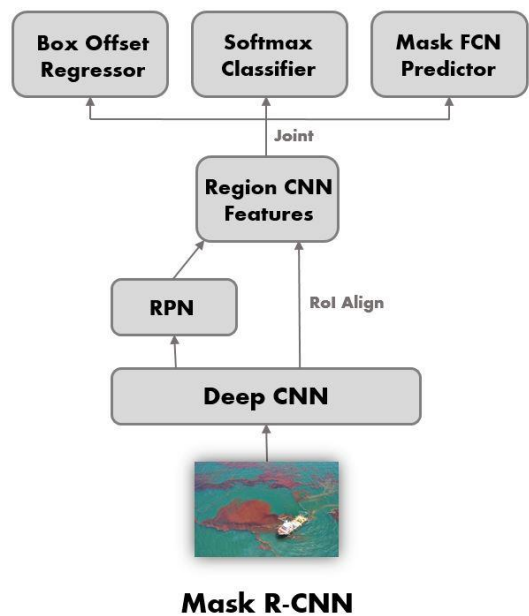 Box Offset
Regressor
Softmax
Classifier
Mask FCN
Predictor
Joint
Region CNN
Features
RPN
RoI Align
Deep CNN
Mask R-CNN